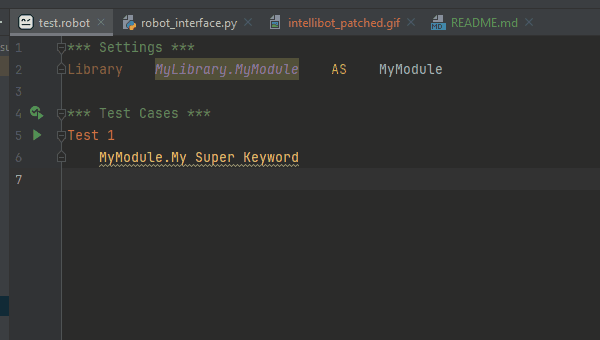 test.robot robot_interface.py intellibot_patched.gif README.md
su
1 *** Settings ***
2 Library MyLibrary.MyModule AS MyModule
3
4 *** Test Cases ***
5 Test 1
6 MyModule.My Super Keyword
7